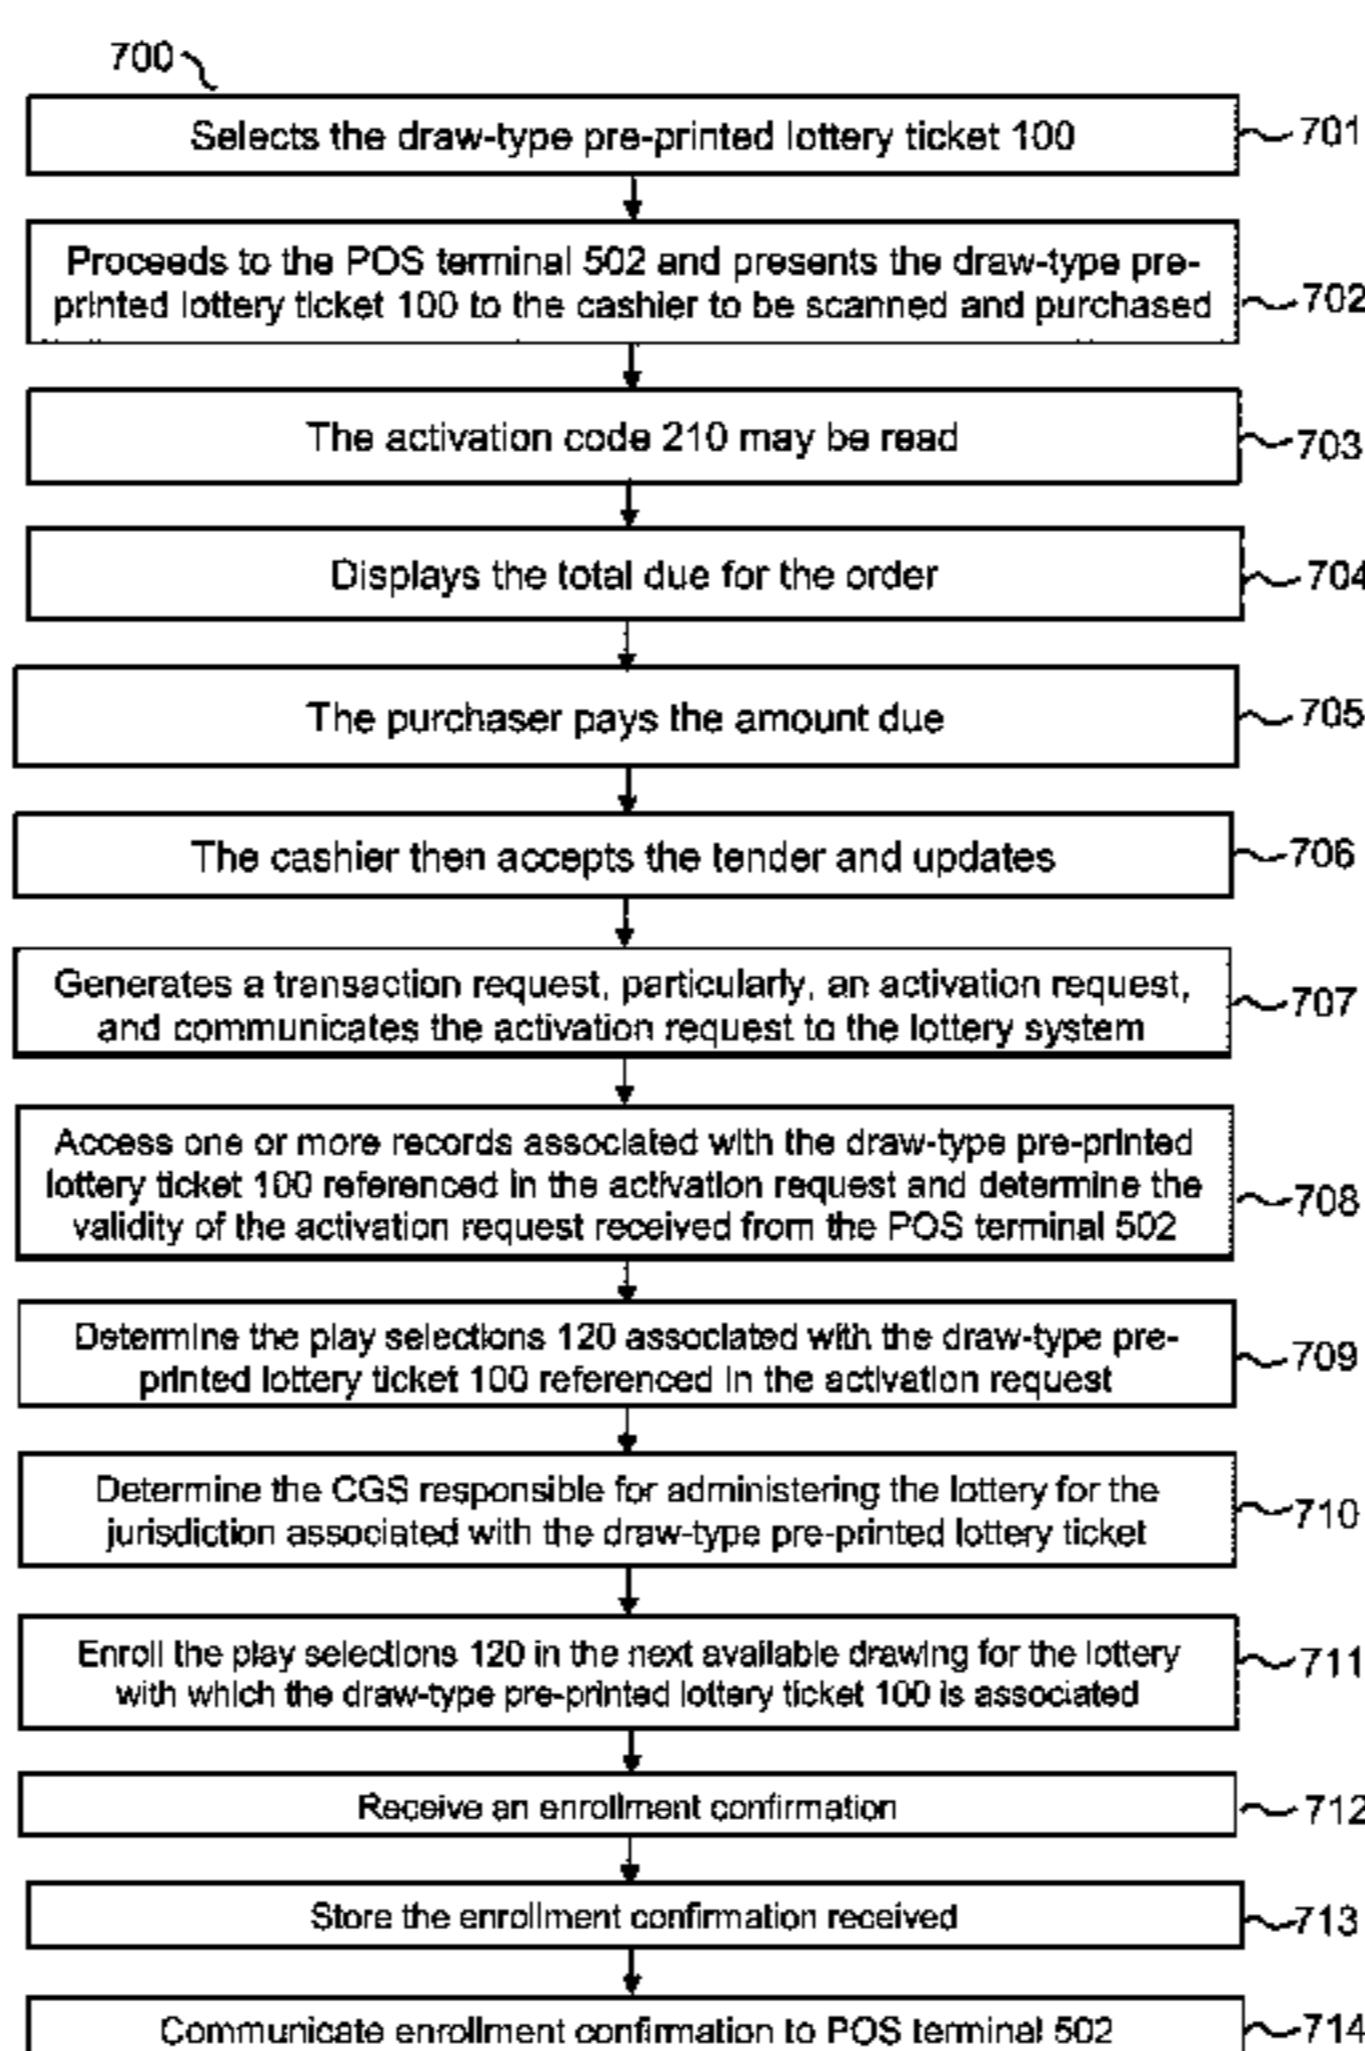 700
Selects the draw-type pre-printed lottery ticket 100
701
Proceeds to the POS terminal 502 and presents the draw-type pre-
printed lottery ticket 100 to the cashier to be scanned and purchased
702
The activation code 210 may be read
703
Displays the total due for the order
704
The purchaser pays the amount due
705
The cashier then accepts the tender and updates
706
Generates a transaction request, particularly, an activation request,
and communicates the activation request to the lottery system
707
Access one or more records associated with the draw-type pre-printed
lottery ticket 100 referenced in the activation request and determine the
validity of the activation request received from the POS terminal 502
708
Determine the play selections 120 associated with the draw-type pre-
printed lottery ticket 100 referenced in the activation request
709
Determine the CGS responsible for administering the lottery for the
jurisdiction associated with the draw-type pre-printed lottery ticket
710
Enroll the play selections 120 in the next available drawing for the lottery
with which the draw-type pre-printed lottery ticket 100 is associated
711
Receive an enrollment confirmation
712
Store the enrollment confirmation received
713
Communicate enrollment confirmation to POS terminal 502
714